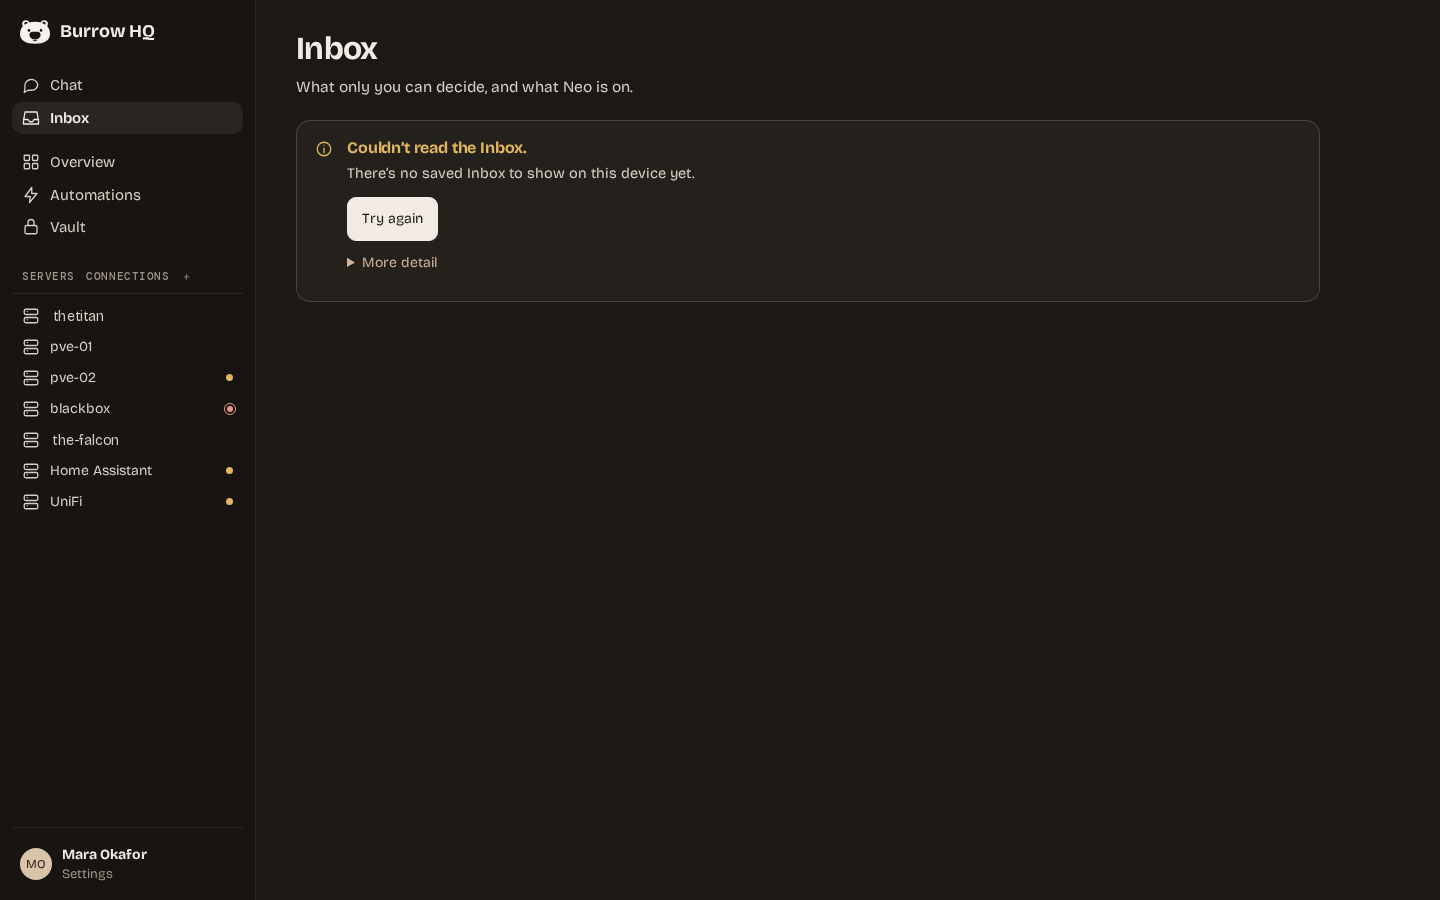 Burrow HQ
Chat
Inbox
Overview
Automations
Vault
SERVERS CONNECTIONS +
thetitan
pve-01
pve-02
blackbox
the-falcon
Home Assistant
UniFi
MO
Mara Okafor
Settings
Inbox
What only you can decide, and what Neo is on.
Couldn't read the Inbox.
There's no saved Inbox to show on this device yet.
Try again
More detail